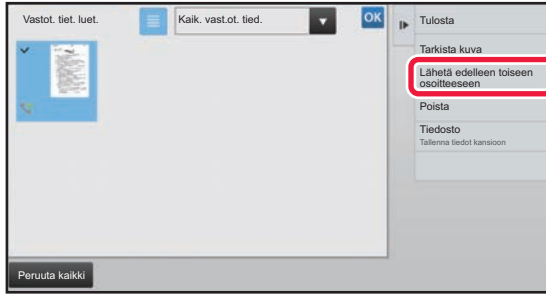 Vastot. tiet. luet.
Kaik. vast.ot. tied.
OK
Tulosta
Tarkista kuva
Lähetä edelleen toiseen
osoitteeseen
Poista
Tiedosto
Tallenna tiedot kansioon
Peruuta kaikki